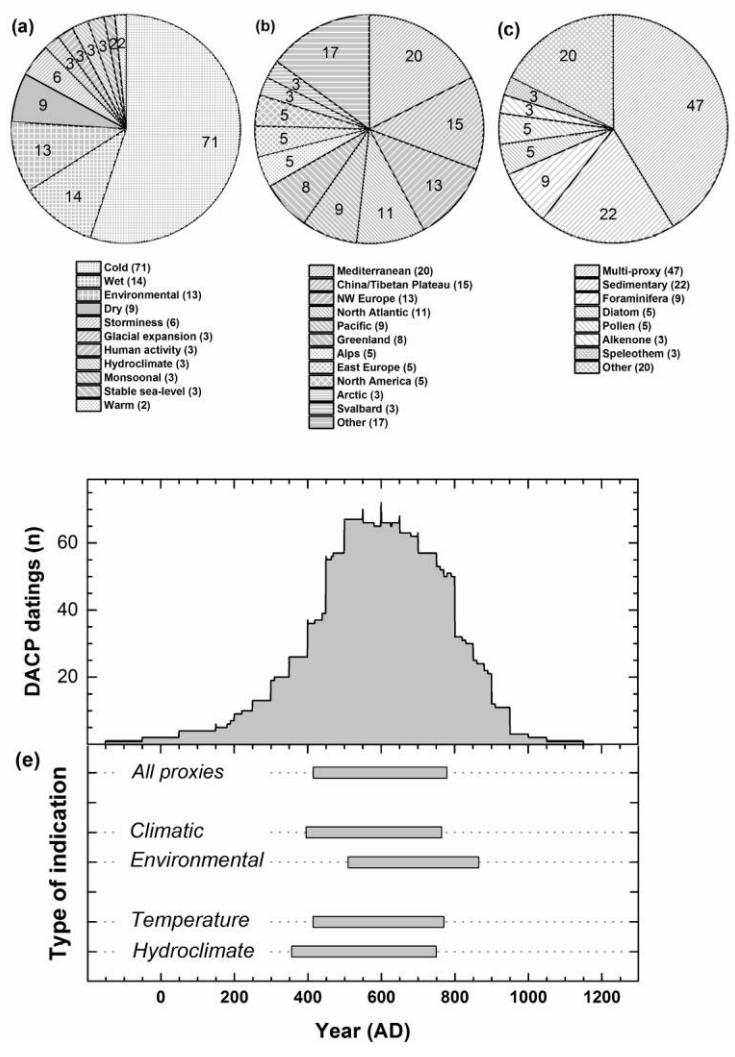 (a)
71
14
13
9
6
3
3
3
3
3
2
2
Cold (71)
Wet (14)
Environmental (13)
Dry (9)
Storminess (6)
Glacial expansion (3)
Human activity (3)
Hydroclimate (3)
Monsoonal (3)
Stable sea-level (3)
Warm (2)
(b)
20
15
13
11
9
8
5
5
5
3
3
17
Mediterranean (20)
China/Tibetan Plateau (15)
NW Europe (13)
North Atlantic (11)
Pacific (9)
Greenland (8)
Alps (5)
East Europe (5)
North America (5)
Arctic (3)
Svalbard (3)
Other (17)
(c)
47
22
9
5
5
3
3
20
Multi-proxy (47)
Sedimentary (22)
Foraminifera (9)
Diatom (5)
Pollen (5)
Alkenone (3)
Speleothem (3)
Other (20)
DACP datings (n)
60
40
20
(e)
Type of indication
All proxies
Climatic
Environmental
Temperature
Hydroclimate
0 200 400 600 800 1000 1200
Year (AD)